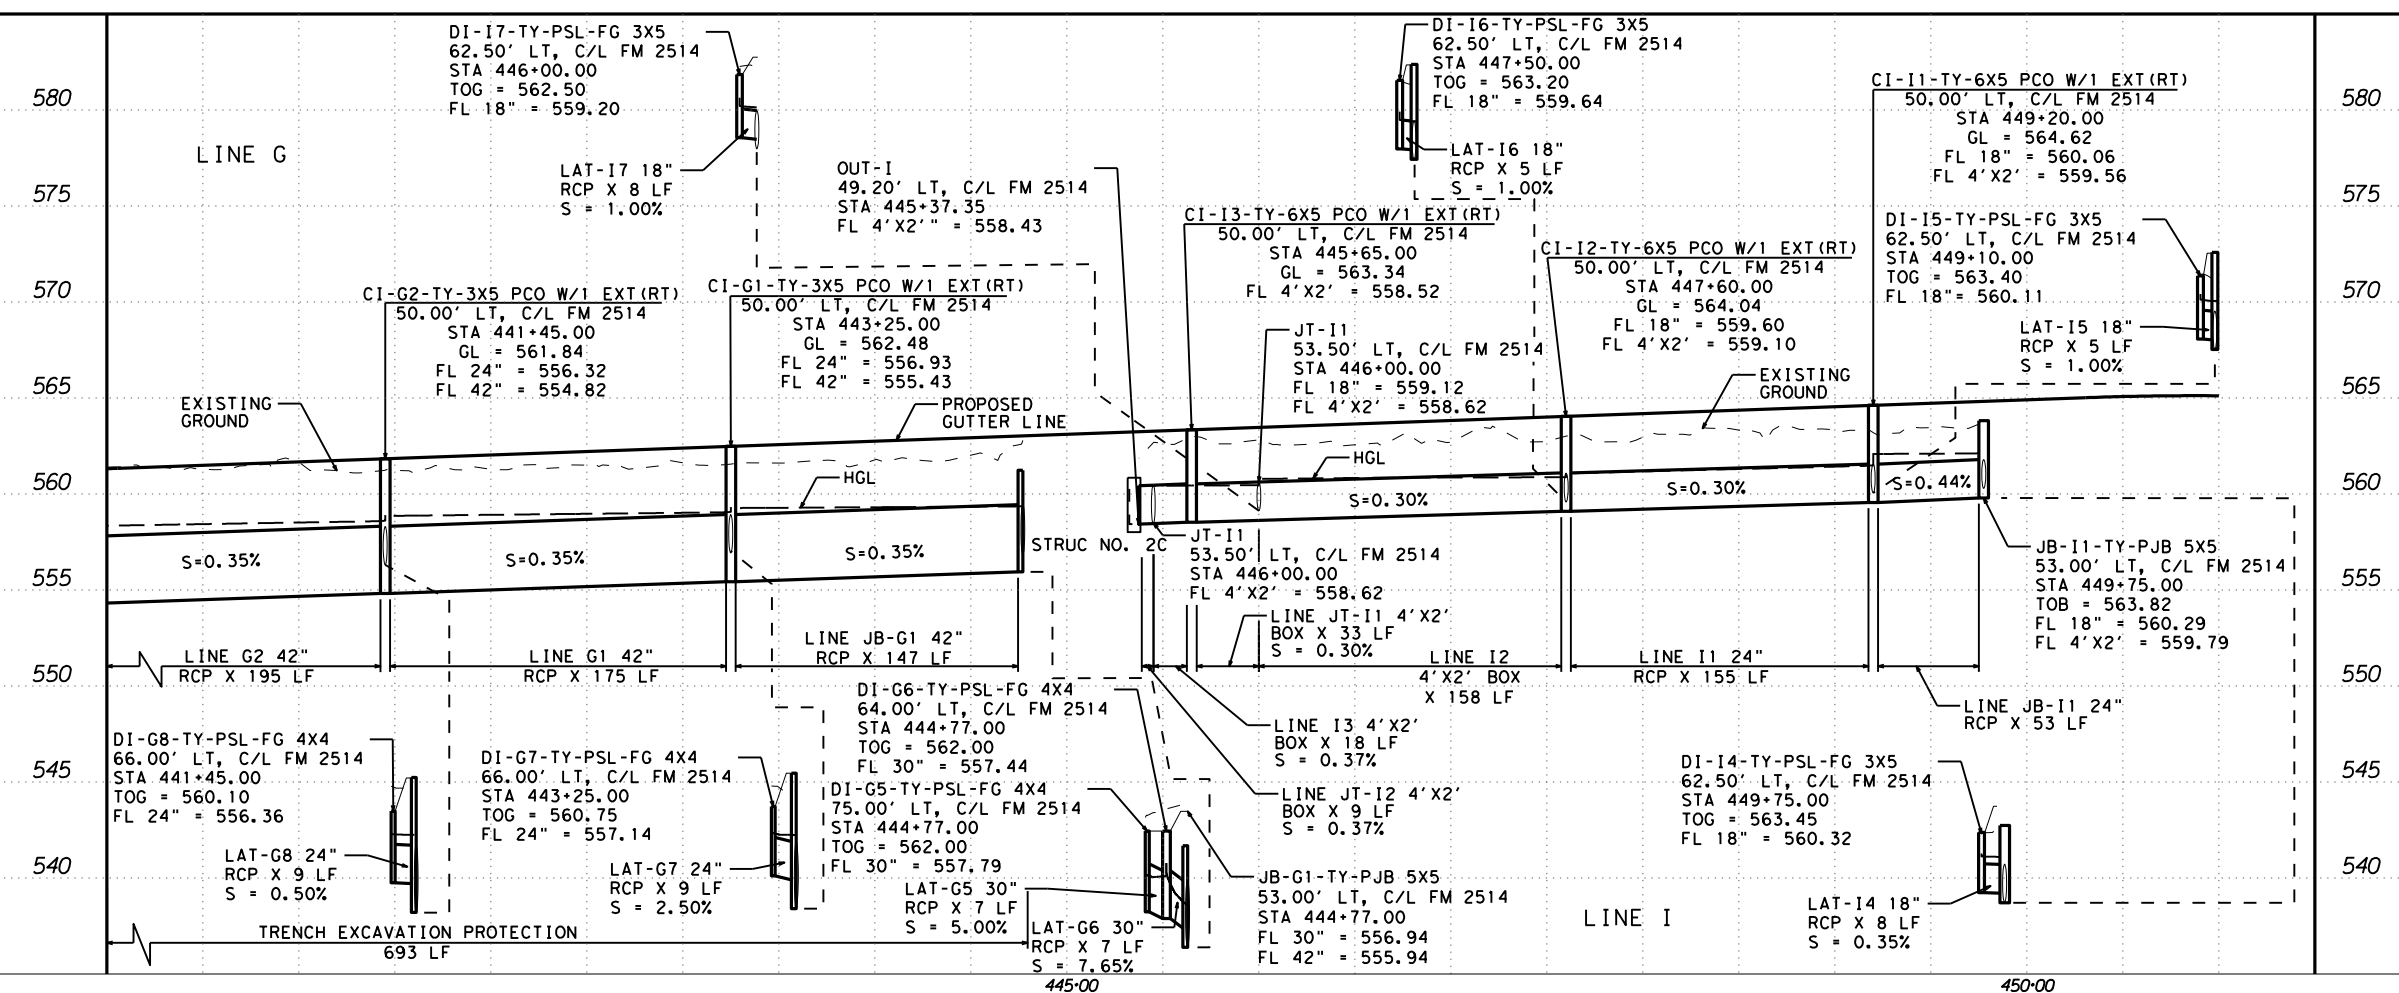 DI-I7-TY-PSL-FG 3X5
62.50' LT, C/L FM 2514
STA 446+00.00
TOG = 562.50
FL 18" = 559.20
DI-I6-TY-PSL-FG 3X5
62.50' LT, C/L FM 2514
STA 447+50.00
TOG = 563.20
FL 18" = 559.64
CI-I1-TY-6X5 PCO W/1 EXT(RT)
50.00' LT, C/L FM 2514
STA 449+20.00
GL = 564.62
FL 18" = 560.06
FL 4'X2' = 559.56
580
580
LINE G
LAT-I7 18"
RCP X 8 LF
S = 1.00%
OUT-I
49.20' LT, C/L FM 2514
STA 445+37.35
FL 4'X2'" = 558.43
LAT-I6 18"
RCP X 5 LF
S = 1.00%
575
575
CI-I3-TY-6X5 PCO W/1 EXT(RT)
50.00' LT, C/L FM 2514
STA 445+65.00
GL = 563.34
FL 4'X2' = 558.52
CI-I2-TY-6X5 PCO W/1 EXT(RT)
50.00' LT, C/L FM 2514
STA 447+60.00
GL = 564.04
FL 18" = 559.60
FL 4'X2' = 559.10
DI-I5-TY-PSL-FG 3X5
62.50' LT, C/L FM 2514
STA 449+10.00
TOG = 563.40
FL 18"= 560.11
570
570
CI-G2-TY-3X5 PCO W/1 EXT(RT)
50.00' LT, C/L FM 2514
STA 441+45.00
GL = 561.84
FL 24" = 556.32
FL 42" = 554.82
CI-G1-TY-3X5 PCO W/1 EXT(RT)
50.00' LT, C/L FM 2514
STA 443+25.00
GL = 562.48
FL 24" = 556.93
FL 42" = 555.43
JT-I1
53.50' LT, C/L FM 2514
STA 446+00.00
FL 18" = 559.12
FL 4'X2' = 558.62
LAT-I5 18"
RCP X 5 LF
S = 1.00%
565
565
EXISTING
GROUND
PROPOSED
GUTTER LINE
EXISTING
GROUND
560
560
HGL
HGL
S=0.30%
S=0.30%
S=0.44%
S=0.35%
S=0.35%
S=0.35%
STRUC NO. 2C
JT-I1
53.50' LT, C/L FM 2514
STA 446+00.00
FL 4'X2' = 558.62
JB-I1-TY-PJB 5X5
53.00' LT, C/L FM 2514
STA 449+75.00
TOB = 563.82
FL 18" = 560.29
FL 4'X2' = 559.79
555
555
LINE JT-I1 4'X2'
BOX X 33 LF
S = 0.30%
LINE G2 42"
RCP X 195 LF
LINE G1 42"
RCP X 175 LF
LINE JB-G1 42"
RCP X 147 LF
LINE I2
4'X2' BOX
X 158 LF
LINE I1 24"
RCP X 155 LF
550
550
LINE JB-I1 24"
RCP X 53 LF
DI-G6-TY-PSL-FG 4X4
64.00' LT, C/L FM 2514
STA 444+77.00
TOG = 562.00
FL 30" = 557.44
LINE I3 4'X2'
BOX X 18 LF
S = 0.37%
DI-G8-TY-PSL-FG 4X4
66.00' LT, C/L FM 2514
STA 441+45.00
TOG = 560.10
FL 24" = 556.36
DI-G7-TY-PSL-FG 4X4
66.00' LT, C/L FM 2514
STA 443+25.00
TOG = 560.75
FL 24" = 557.14
DI-G5-TY-PSL-FG 4X4
75.00' LT, C/L FM 2514
STA 444+77.00
TOG = 562.00
FL 30" = 557.79
LINE JT-I2 4'X2'
BOX X 9 LF
S = 0.37%
DI-I4-TY-PSL-FG 3X5
62.50' LT, C/L FM 2514
STA 449+75.00
TOG = 563.45
FL 18" = 560.32
545
545
LAT-G8 24"
RCP X 9 LF
S = 0.50%
LAT-G7 24"
RCP X 9 LF
S = 2.50%
LAT-G5 30"
RCP X 7 LF
S = 5.00%
JB-G1-TY-PJB 5X5
53.00' LT, C/L FM 2514
STA 444+77.00
FL 30" = 556.94
FL 42" = 555.94
540
540
LAT-I4 18"
RCP X 8 LF
S = 0.35%
LINE I
LAT-G6 30"
RCP X 7 LF
S = 7.65%
TRENCH EXCAVATION PROTECTION
693 LF
445+00
450+00